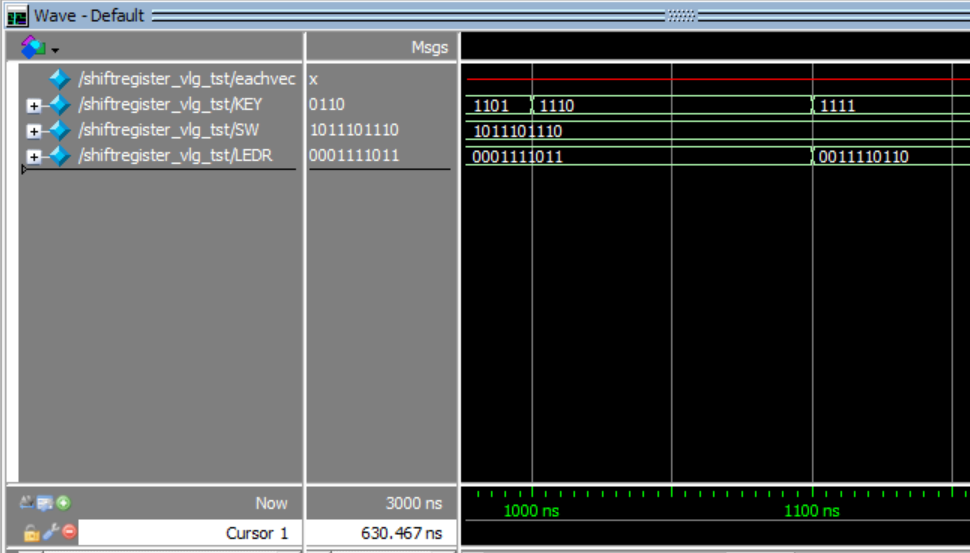 Wave - Default
Msgs
/shiftregister_vlg_tst/eachvec x
/shiftregister_vlg_tst/KEY 0110 1101 1110 1111
/shiftregister_vlg_tst/SW 1011101110 1011101110
/shiftregister_vlg_tst/LEDR 0001111011 0001111011 0011110110
Now 3000 ns 1000 ns 1100 ns
Cursor 1 630.467 ns